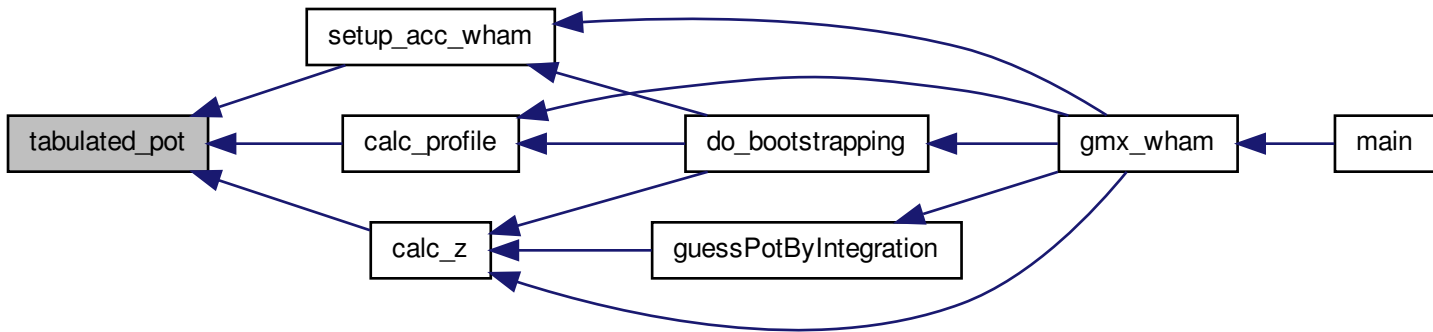 setup_acc_wham
tabulated_pot
calc_profile
do_bootstrapping
gmx_wham
main
calc_z
guessPotByIntegration